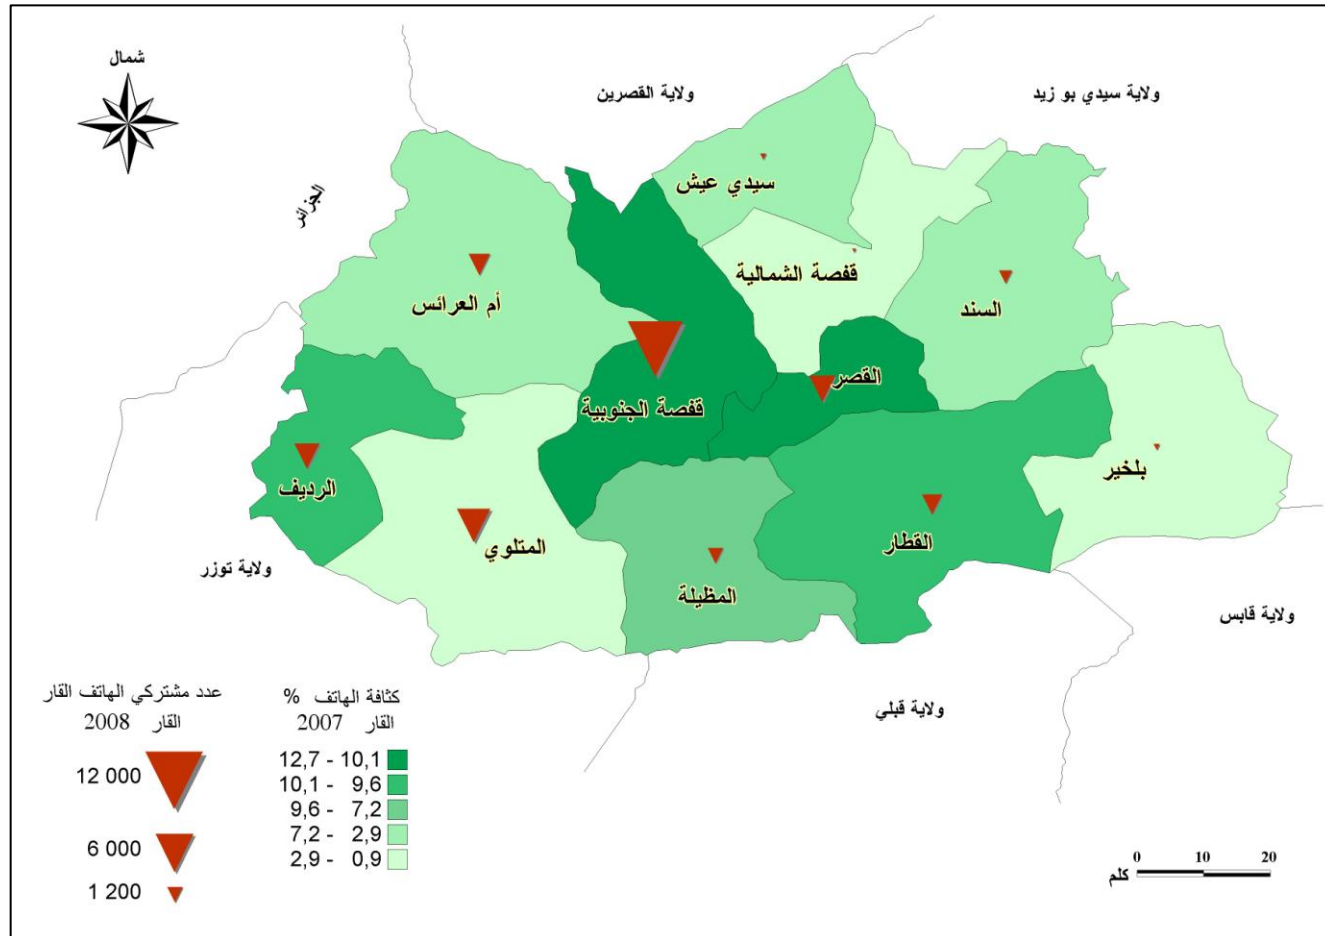 شمال
ولاية القصرين
ولاية سيدي بو زيد
الجزائر
سيدي عيش
قفصة الشمالية
أم العرائس
السند
القصر
قفصة الجنوبية
بلخير
الرديف
المتلوي
القطار
المظيلة
ولاية توزر
ولاية قابس
ولاية قبلي
عدد مشتركي الهاتف القار
القار 2008
12 000
6 000
1 200
كثافة الهاتف %
القار 2007
12,7 - 10,1
10,1 - 9,6
9,6 - 7,2
7,2 - 2,9
2,9 - 0,9
0 10 20
كلم